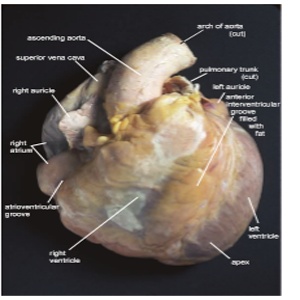 arch of aorta
(cut)
ascending aorta
superior vena cava
pulmonary trunk
(cut)
right auricle
left auricle
anterior
interventricular
groove
filled
with
fat
right
atrium
atrioventricular
groove
right
ventricle
left
ventricle
apex